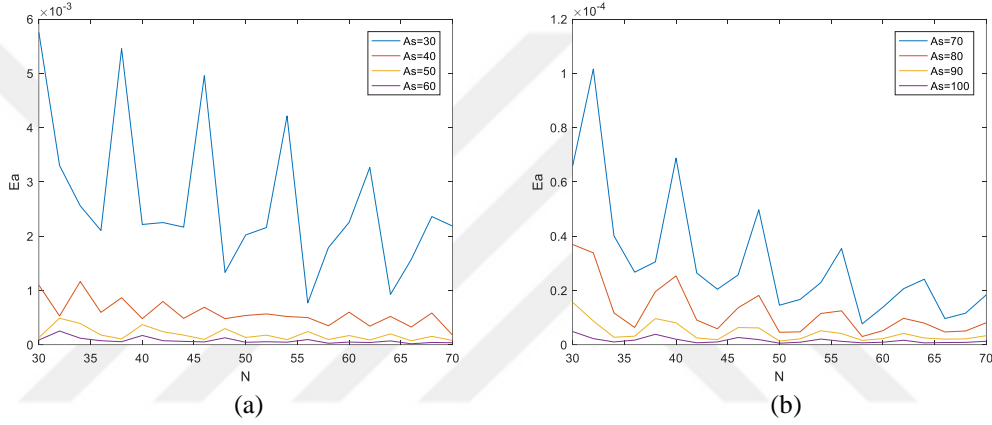 ×10⁻³
6
5
4
3
2
1
0
Ea
30 35 40 45 50 55 60 65 70
N
As=30
As=40
As=50
As=60
(a)
×10⁻⁴
1.2
1
0.8
0.6
0.4
0.2
0
Ea
30 35 40 45 50 55 60 65 70
N
As=70
As=80
As=90
As=100
(b)